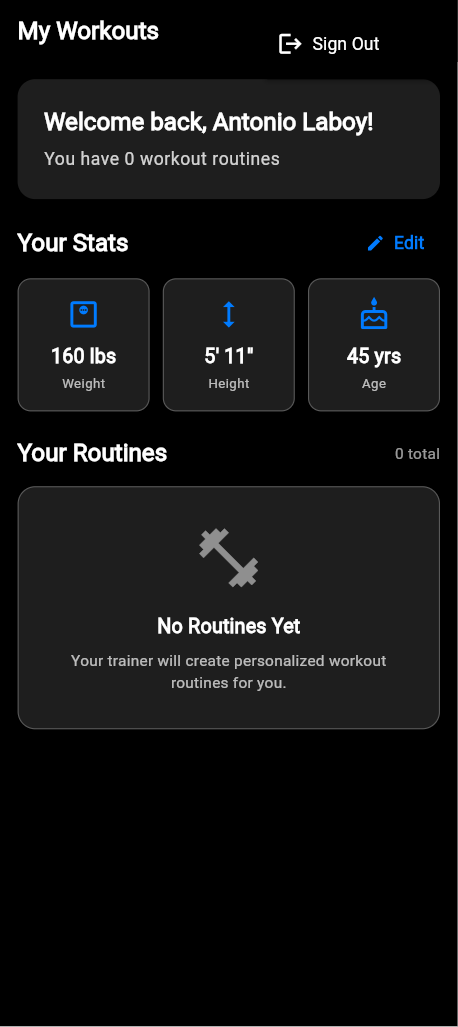 My Workouts
Sign Out
Welcome back, Antonio Laboy!
You have 0 workout routines
Your Stats
Edit
160 lbs
5' 11"
45 yrs
Weight
Height
Age
Your Routines
0 total
No Routines Yet
Your trainer will create personalized workout
routines for you.